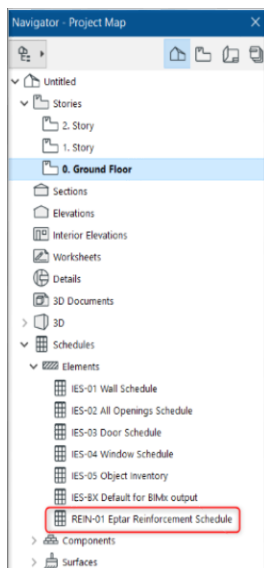 Navigator - Project Map
Untitled
Stories
2. Story
1. Story
0. Ground Floor
Sections
Elevations
Interior Elevations
Worksheets
Details
3D Documents
3D
Schedules
Elements
IES-01 Wall Schedule
IES-02 All Openings Schedule
IES-03 Door Schedule
IES-04 Window Schedule
IES-05 Object Inventory
IES-BX Default for BIMx output
REIN-01 Eptar Reinforcement Schedule
Components
Surfaces